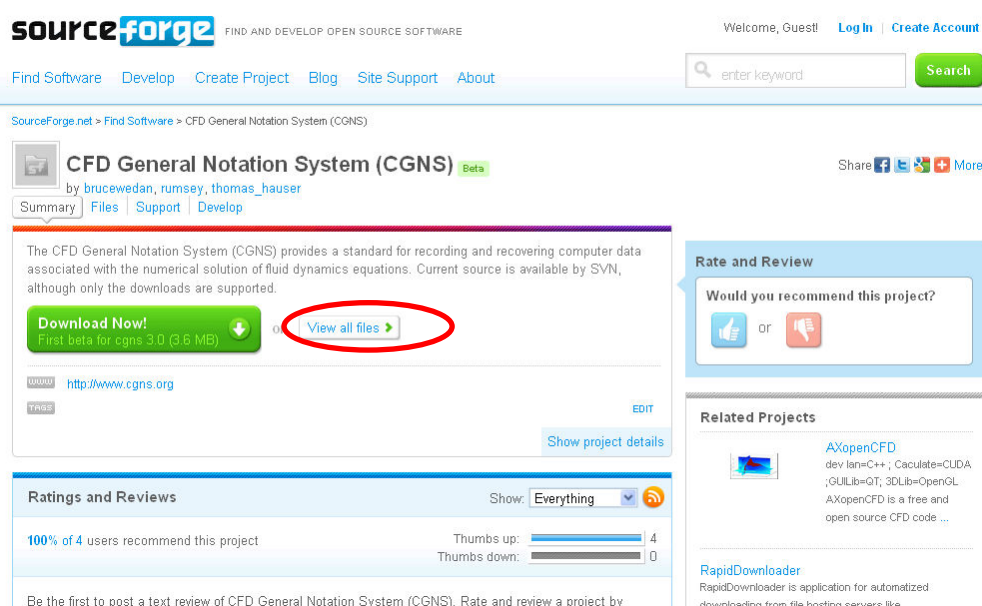 sourceforge FIND AND DEVELOP OPEN SOURCE SOFTWARE
Welcome, Guest! Log In Create Account
Find Software Develop Create Project Blog Site Support About
enter keyword Search
SourceForge.net > Find Software > CFD General Notation System (CGNS)
CFD General Notation System (CGNS) Beta
by brucewedan, rumsey, thomas_hauser
Share More
Summary Files Support Develop
The CFD General Notation System (CGNS) provides a standard for recording and recovering computer data
associated with the numerical solution of fluid dynamics equations. Current source is available by SVN,
although only the downloads are supported.
Download Now!
First beta for cgns 3.0 (3.6 MB)
View all files
www http://www.cgns.org
TAGS
EDIT
Show project details
Rate and Review
Would you recommend this project?
or
Ratings and Reviews
Show: Everything
100% of 4 users recommend this project
Thumbs up: 4
Thumbs down: 0
Be the first to post a text review of CFD General Notation System (CGNS). Rate and review a project by
Related Projects
AXopenCFD
dev lan=C++ ; Caculate=CUDA
;GUILib=QT; 3DLib=OpenGL
AXopenCFD is a free and
open source CFD code ...
RapidDownloader
RapidDownloader is application for automated
downloading from file hosting servers like